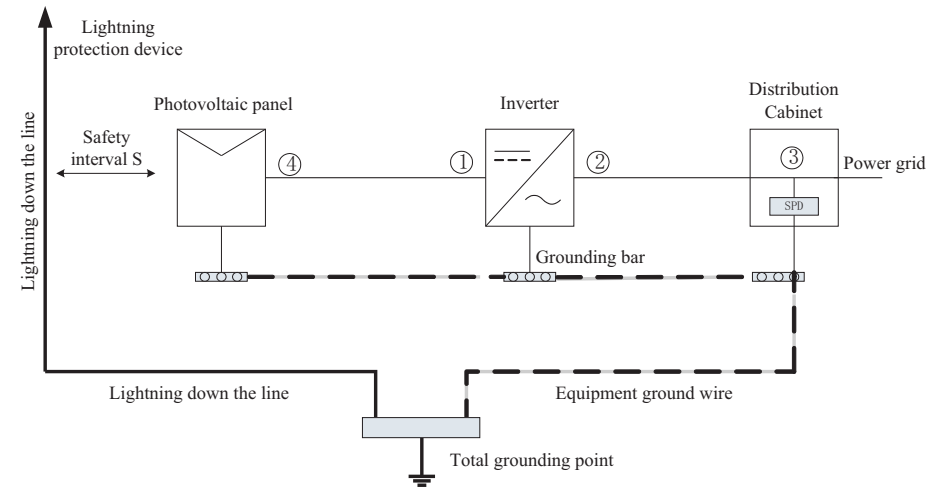 Lightning
protection device
Lightning down the line
Safety
interval S
Photovoltaic panel
④
①
Inverter
②
Distribution
Cabinet
③
Power grid
SPD
Grounding bar
Lightning down the line
Equipment ground wire
Total grounding point